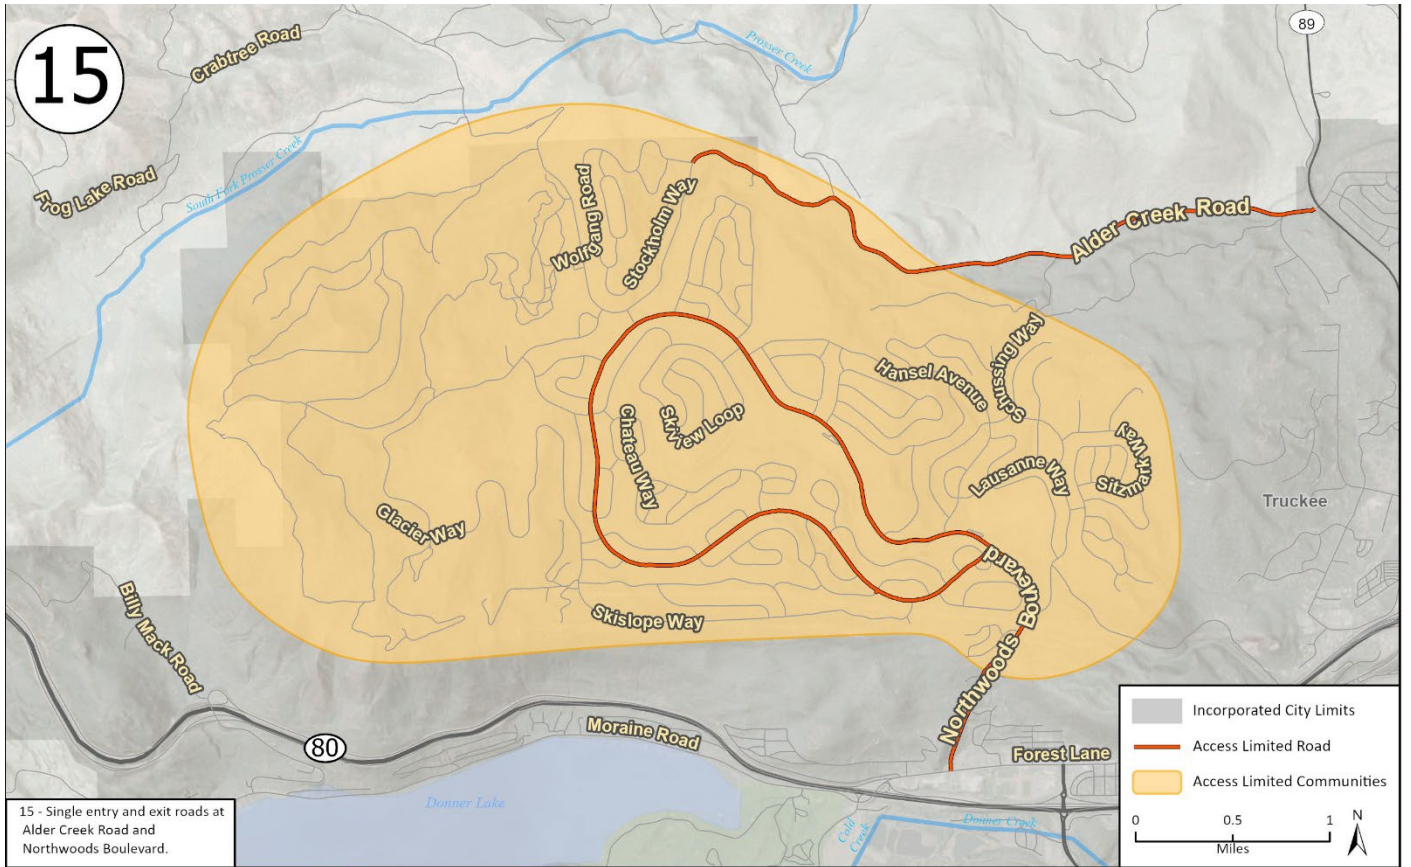 15
Crabtree Road
Prosser Creek
89
South Fork Prosser Creek
Frog Lake Road
Wolfgang Road
Stockholm Way
Alder Creek Road
Schussing Way
Hansel Avenue
Skiview Loop
Chateau Way
Sitzmark Way
Lausanne Way
Truckee
Glacier Way
Northwoods Boulevard
Skislope Way
Billy Mack Road
Moraine Road
80
Forest Lane
Donner Lake
Cold Creek
Donner Creek
15 - Single entry and exit roads at
Alder Creek Road and
Northwoods Boulevard.
Incorporated City Limits
Access Limited Road
Access Limited Communities
0 0.5 1
Miles
N